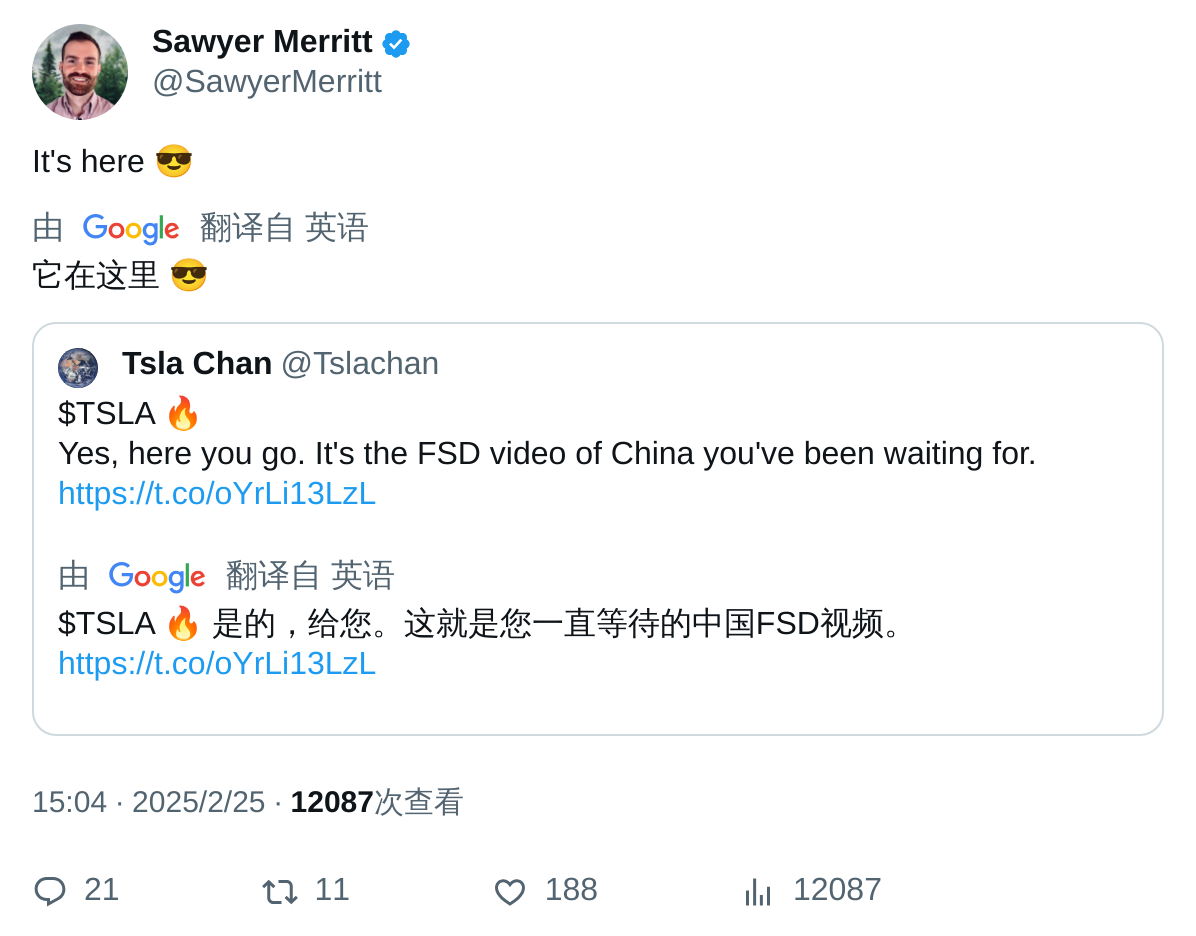 Sawyer Merritt
@SawyerMerritt
It's here 😎
由 Google 翻译自 英语
它在这里 😎
Tsla Chan @Tslachan
$TSLA 🔥
Yes, here you go. It's the FSD video of China you've been waiting for.
https://t.co/oYrLi13LzL
由 Google 翻译自 英语
$TSLA 🔥 是的，给您。这就是您一直等待的中国FSD视频。
https://t.co/oYrLi13LzL
15:04 · 2025/2/25 · 12087次查看
21 11 188 12087